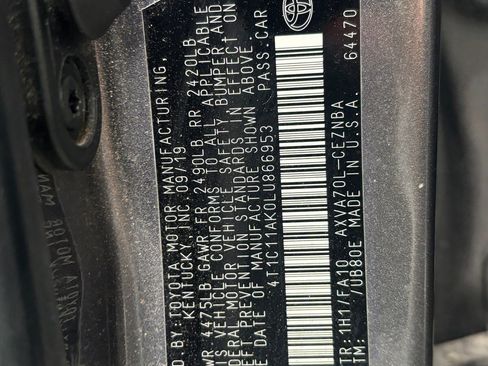 D BY:TOYOTA MOTOR MANUFACTURING,
KENTUCKY, INC. 09/19
WR 4475LB GAWR FR 2490LB RR 2420LB
IS VEHICLE CONFORMS TO ALL APPLICABLE
DERAL MOTOR VEHICLE SAFETY, BUMPER, AND
EFT PREVENTION STANDARDS IN EFFECT ON
E DATE OF MANUFACTURE SHOWN ABOVE.
4T1C11AK0LU866953 PASS.CAR
TR: 1H1/FA10 AXVA70L-CEZNBA
TM: /UB80E MADE IN U.S.A. 64470